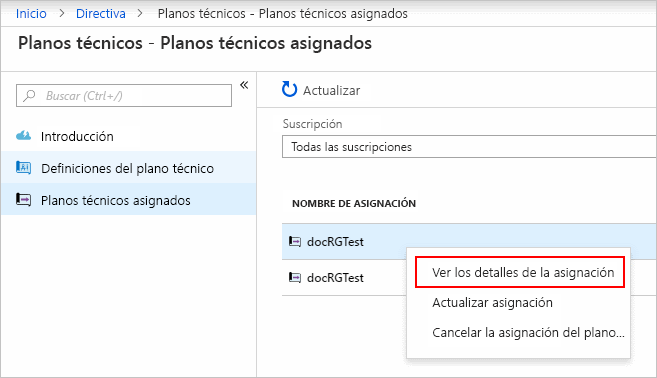 Inicio > Directiva > Planos técnicos - Planos técnicos asignados
Planos técnicos - Planos técnicos asignados
Buscar (Ctrl+/)
«
Introducción
Definiciones del plano técnico
Planos técnicos asignados
Actualizar
Suscripción
Todas las suscripciones
NOMBRE DE ASIGNACIÓN
docRGTest
docRGTest
Ver los detalles de la asignación
Actualizar asignación
Cancelar la asignación del plano...